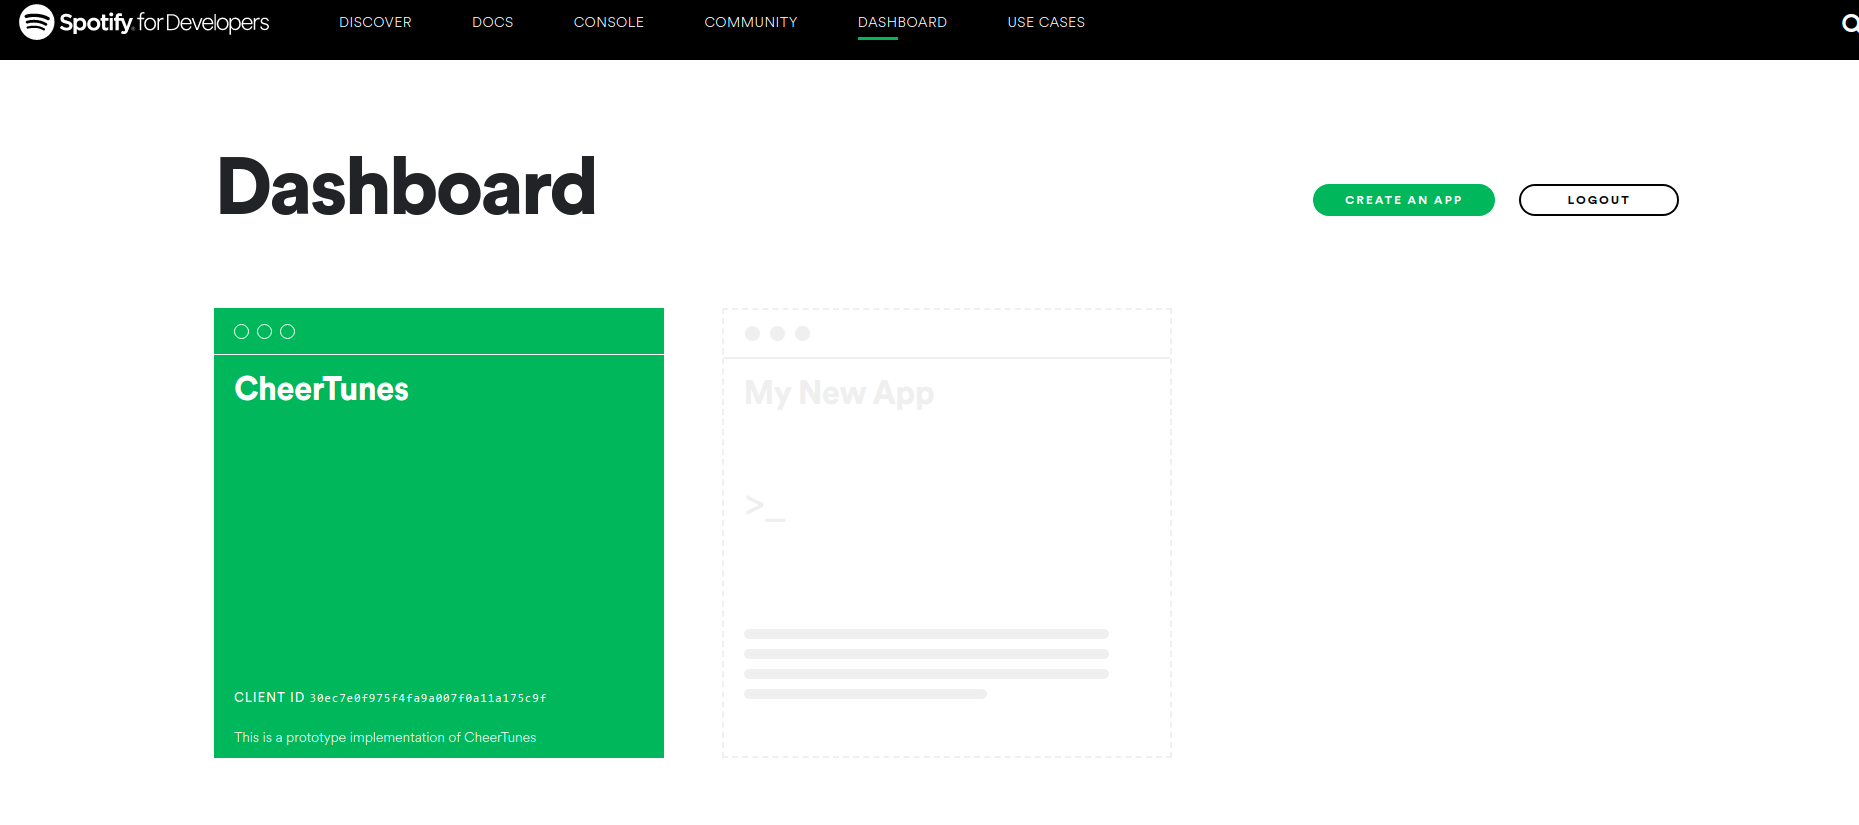 Spotify® for Developers
DISCOVER DOCS CONSOLE COMMUNITY DASHBOARD USE CASES
Dashboard
CREATE AN APP LOGOUT
CheerTunes
My New App
>_
CLIENT ID 30ec7e0f975f4fa9a007f0a11a175c9f
This is a prototype implementation of CheerTunes